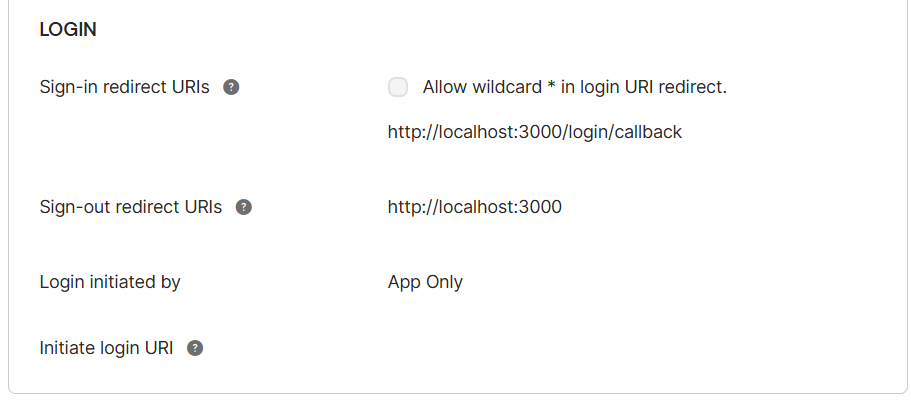 LOGIN
Sign-in redirect URIs ? Allow wildcard * in login URI redirect.
http://localhost:3000/login/callback
Sign-out redirect URIs ? http://localhost:3000
Login initiated by App Only
Initiate login URI ?